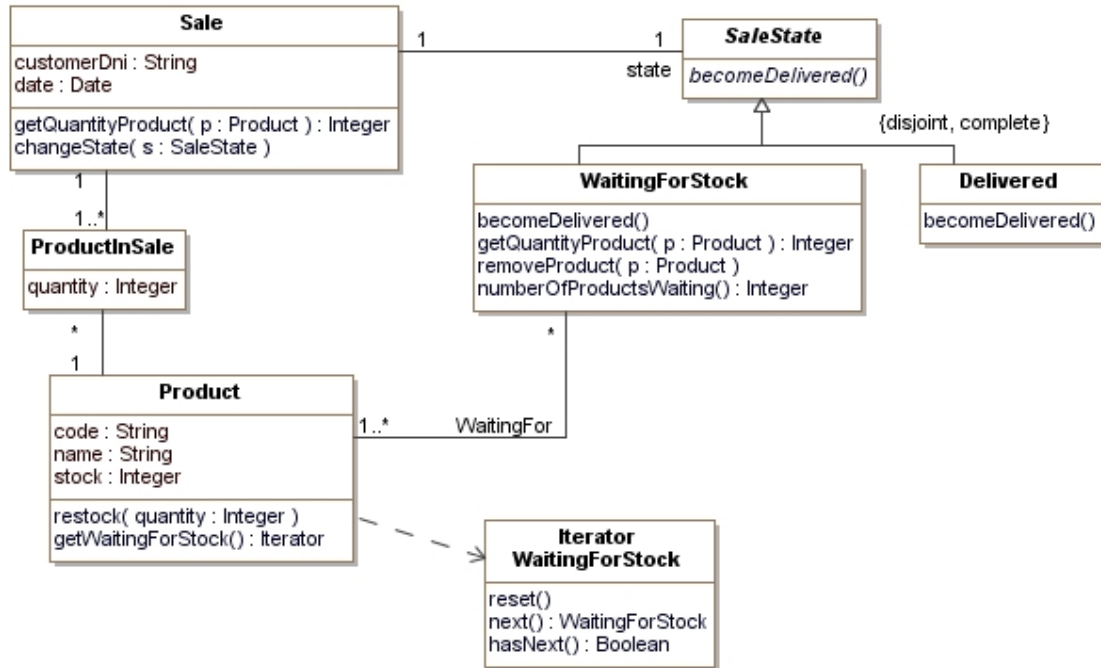 Sale
customerDni : String
date : Date
getQuantityProduct( p : Product ) : Integer
changeState( s : SaleState )
1
1
state
SaleState
becomeDelivered()
{disjoint, complete}
1
1..*
ProductInSale
quantity : Integer
*
1
WaitingForStock
becomeDelivered()
getQuantityProduct( p : Product ) : Integer
removeProduct( p : Product )
numberOfProductsWaiting() : Integer
Delivered
becomeDelivered()
*
1..*
WaitingFor
Product
code : String
name : String
stock : Integer
restock( quantity : Integer )
getWaitingForStock() : Iterator
Iterator
WaitingForStock
reset()
next() : WaitingForStock
hasNext() : Boolean